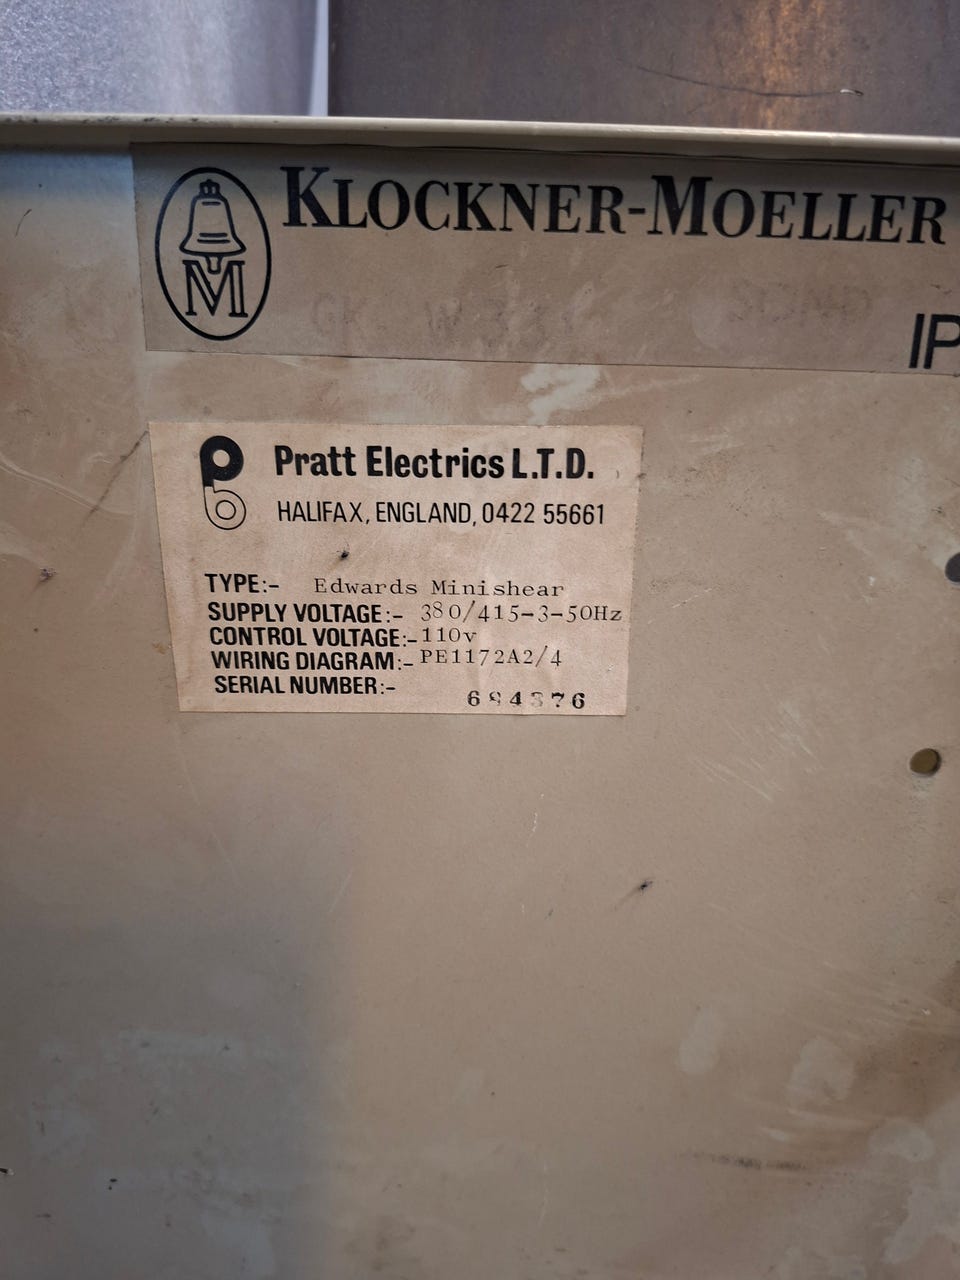 M
KLOCKNER-MOELLER
IP
Pratt Electrics L.T.D.
HALIFAX, ENGLAND, 0422 55661
TYPE:- Edwards Minishear
SUPPLY VOLTAGE:- 380/415-3-50Hz
CONTROL VOLTAGE:- 110v
WIRING DIAGRAM:- PE1172A2/4
SERIAL NUMBER:-